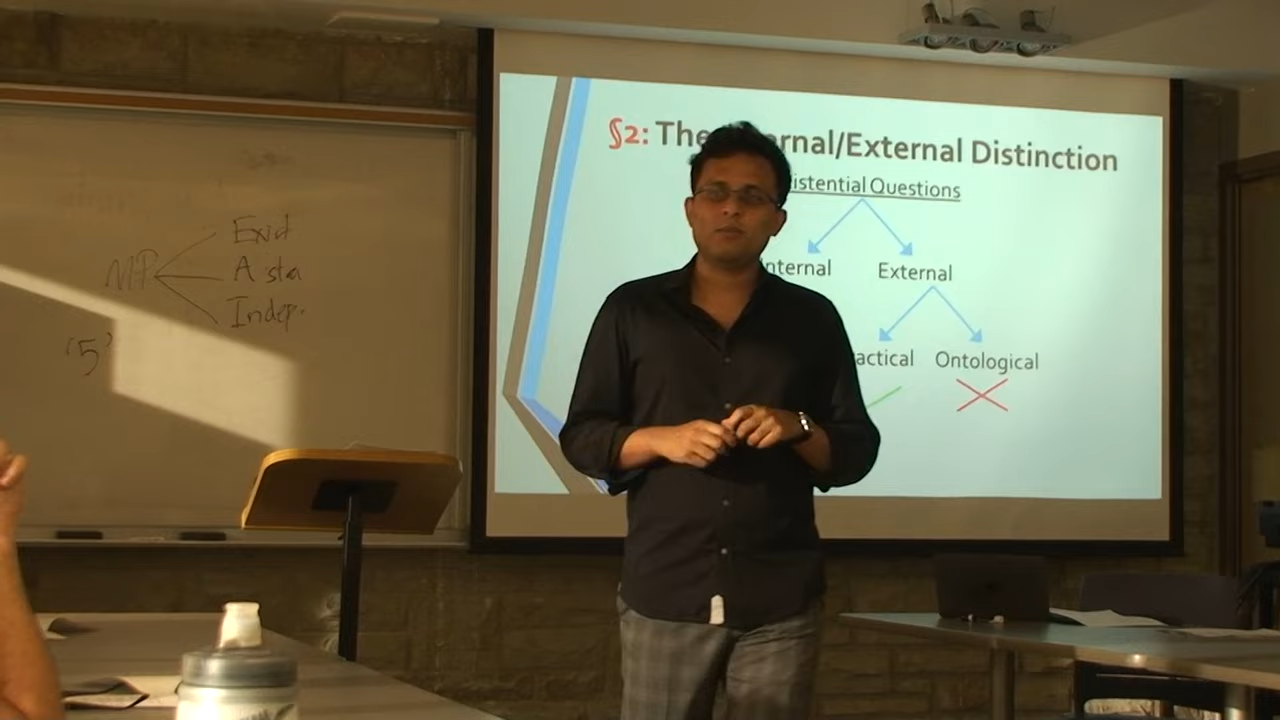 MP
Exist
A sta
Indep.
'5'
§2: The ernal/External Distinction
istential Questions
nternal External
actical Ontological